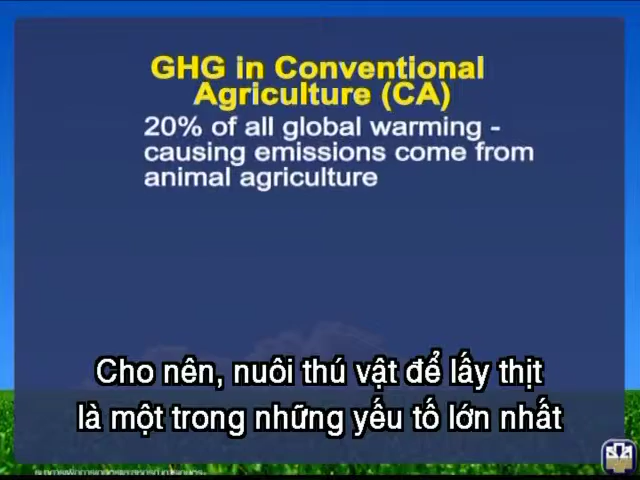 GHG in Conventional
Agriculture (CA)
20% of all global warming -
causing emissions come from
animal agriculture
Cho nên, nuôi thú vật để lấy thịt
là một trong những yếu tố lớn nhất